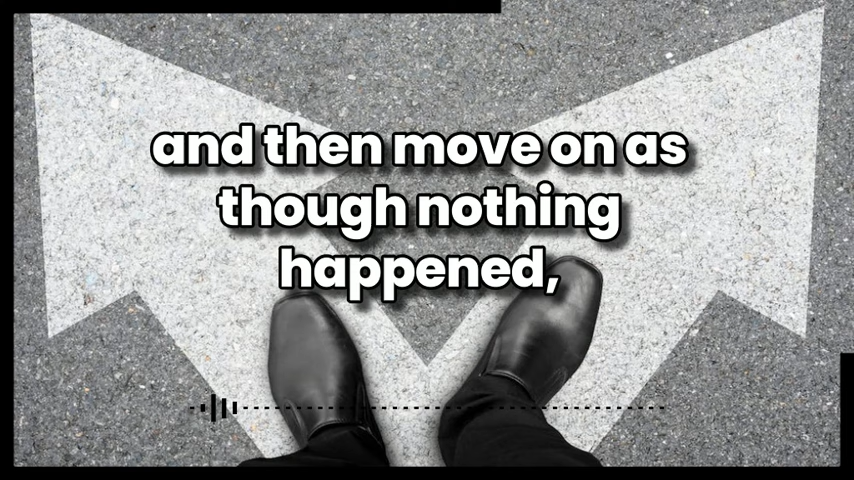 and then move on as
though nothing
happened,